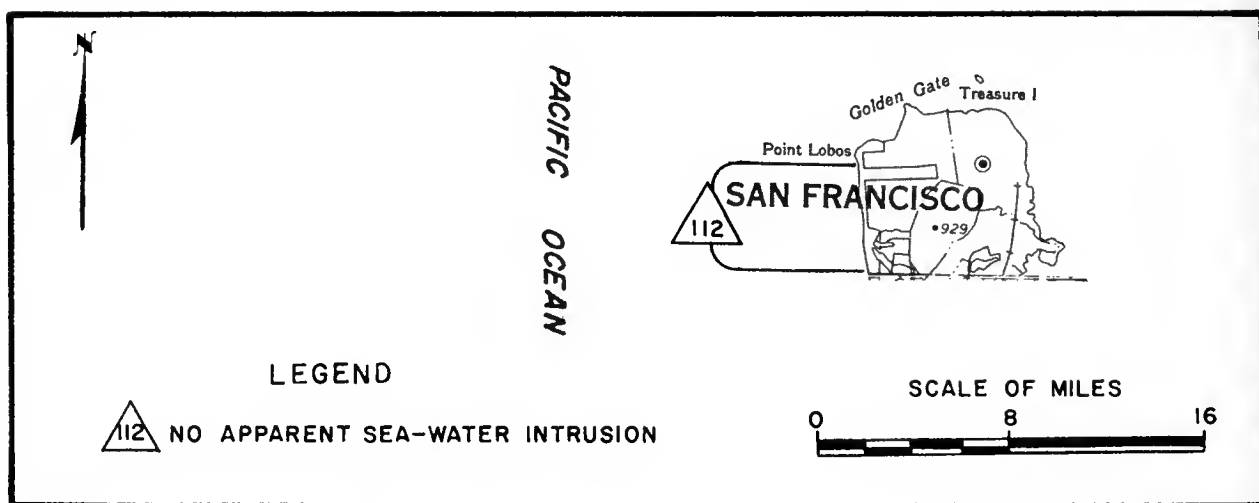 N
PACIFIC OCEAN
Golden Gate
Treasure I
Point Lobos
SAN FRANCISCO
112
•929
LEGEND
112 NO APPARENT SEA-WATER INTRUSION
SCALE OF MILES
0 8 16